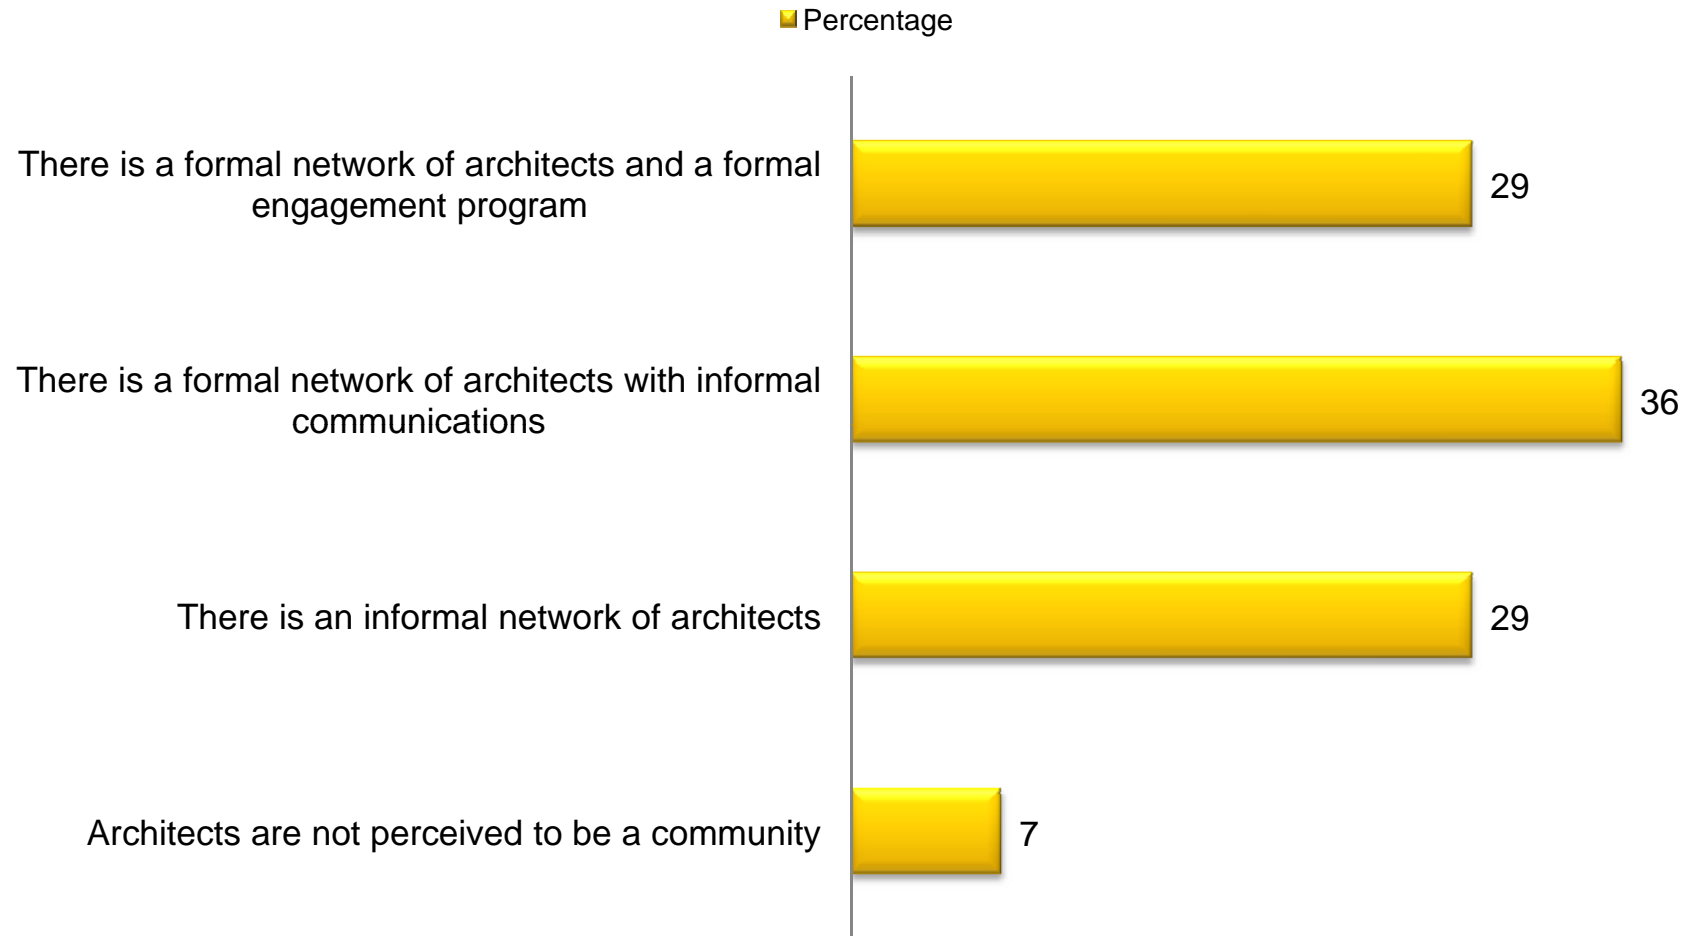 Percentage
There is a formal network of architects and a formal
engagement program
29
There is a formal network of architects with informal
communications
36
There is an informal network of architects
29
Architects are not perceived to be a community
7